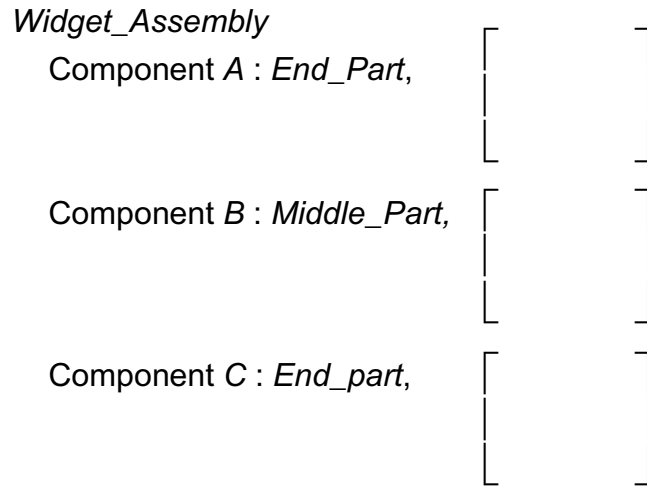 Widget_Assembly
Component A : End_Part,
Component B : Middle_Part,
Component C : End_part,